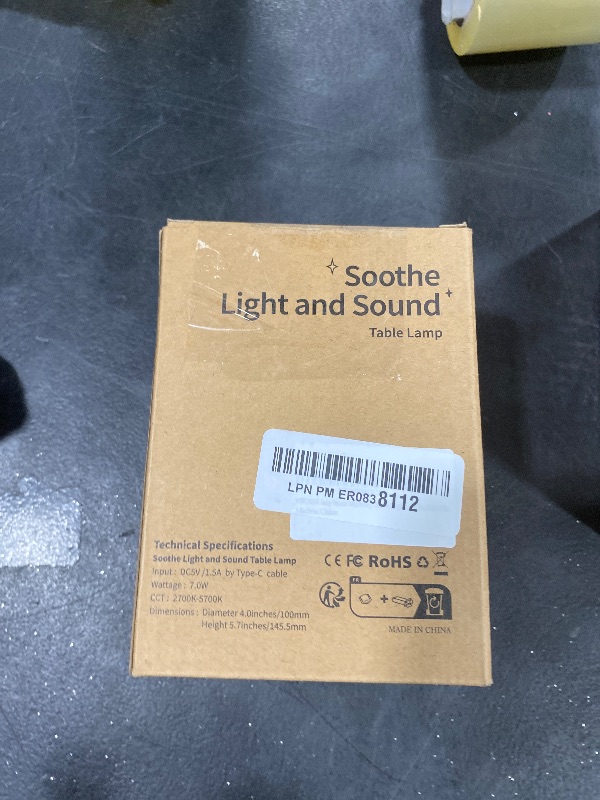 Soothe
Light and Sound
Table Lamp
LPN PM ER0838112
Technical Specifications
Soothe Light and Sound Table Lamp
Input : DC5V/1.5A by Type-C cable
Wattage : 7.0W
CCT : 2700K-5700K
Dimensions : Diameter 4.0inches/100mm
Height 5.7inches/145.5mm
CE FC RoHS
FR
MADE IN CHINA